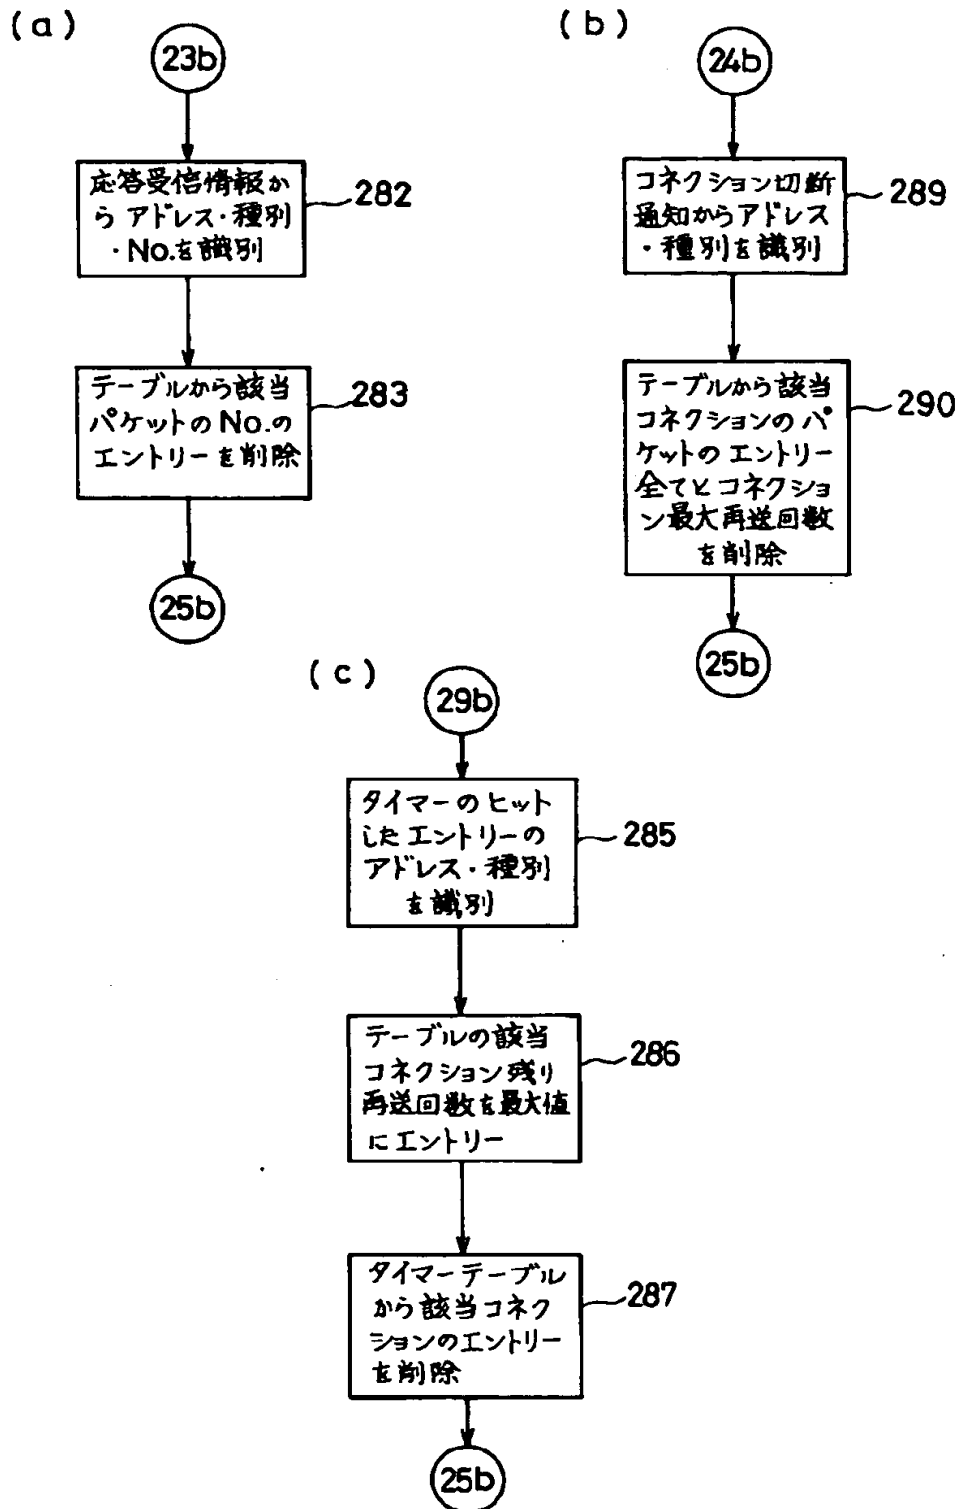 (a)
23b
応答受信情報か
ら アドレス・種別
・No.を識別
282
テーブルから該当
パケットのNo.の
エントリーを削除
283
25b
(b)
24b
コネクション切断
通知からアドレス
・種別を識別
289
テーブルから該当
コネクションのパ
ケットのエントリー
全てとコネクショ
ン最大再送回数
を削除
290
25b
(c)
29b
タイマーのヒット
したエントリーの
アドレス・種別
を識別
285
テーブルの該当
コネクション残り
再送回数を最大値
にエントリー
286
タイマーテーブル
から該当コネク
ションのエントリー
を削除
287
25b